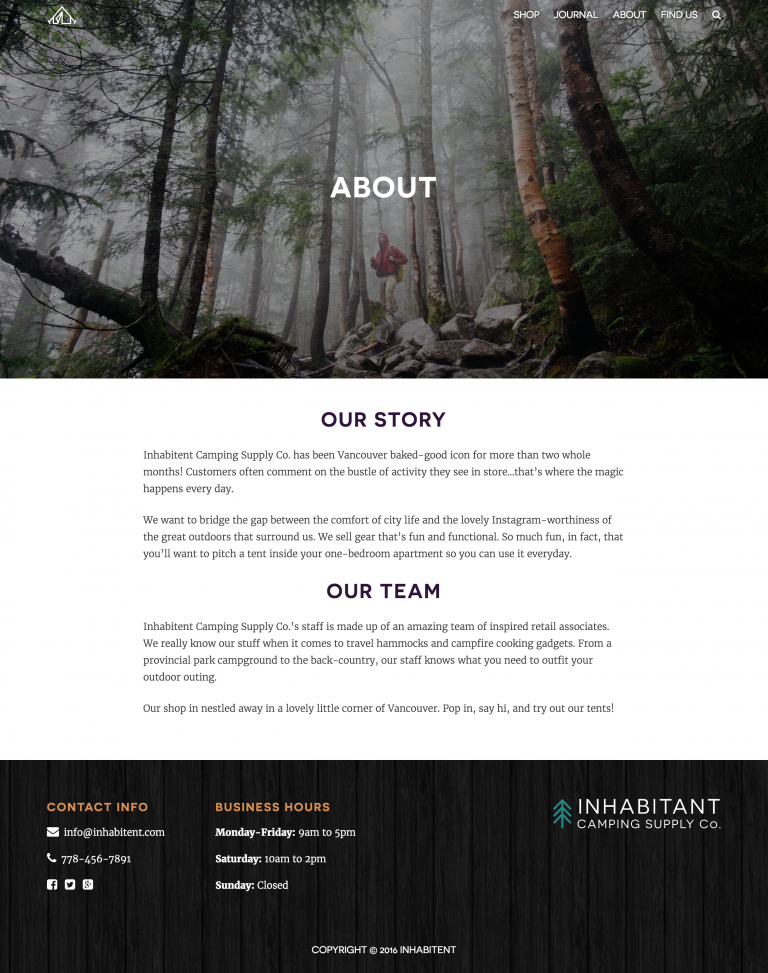 SHOP JOURNAL ABOUT FIND US
ABOUT
OUR STORY
Inhabitent Camping Supply Co. has been Vancouver baked-good icon for more than two whole
months! Customers often comment on the bustle of activity they see in store...that’s where the magic
happens every day.
We want to bridge the gap between the comfort of city life and the lovely Instagram-worthiness of
the great outdoors that surround us. We sell gear that’s fun and functional. So much fun, in fact, that
you’ll want to pitch a tent inside your one-bedroom apartment so you can use it everyday.
OUR TEAM
Inhabitent Camping Supply Co.’s staff is made up of an amazing team of inspired retail associates.
We really know our stuff when it comes to travel hammocks and campfire cooking gadgets. From a
provincial park campground to the back-country, our staff knows what you need to outfit your
outdoor outing.
Our shop in nestled away in a lovely little corner of Vancouver. Pop in, say hi, and try out our tents!
CONTACT INFO
info@inhabitent.com
778-456-7891
BUSINESS HOURS
Monday-Friday: 9am to 5pm
Saturday: 10am to 2pm
Sunday: Closed
INHABITANT
CAMPING SUPPLY Co.
COPYRIGHT © 2016 INHABITENT